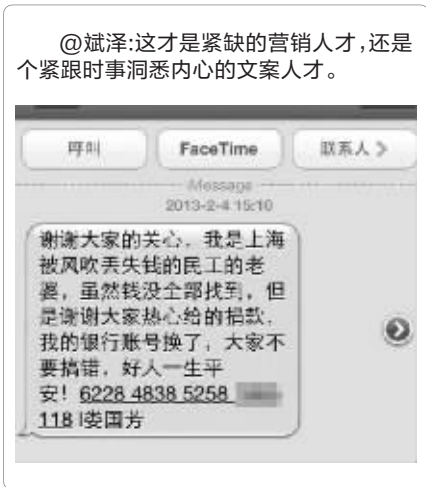 @斌泽:这才是紧缺的营销人才,还是
个紧跟时事洞悉内心的文案人才。
呼叫
FaceTime
联系人
iMessage
2013-2-4 15:10
谢谢大家的关心，我是上海
被风吹丢失钱的民工的老
婆，虽然钱没全部找到，但
是谢谢大家热心给的捐款，
我的银行账号换了，大家不
要搞错，好人一生平
安！6228 4838 5258
118 娄国芳